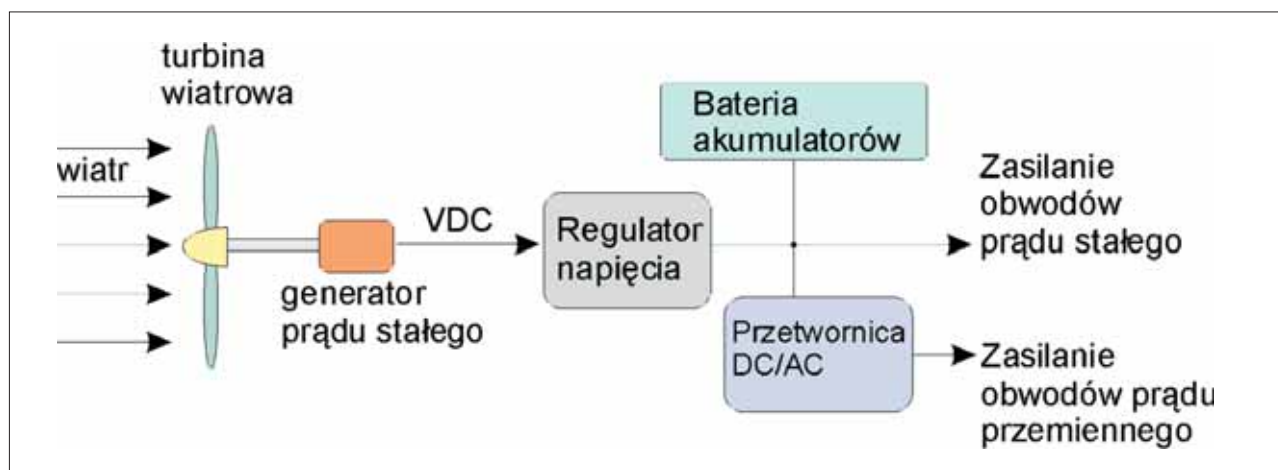 turbina
wiatrowa
wiatr
generator
prądu stałego
VDC
Regulator
napięcia
Bateria
akumulatorów
Przetwornica
DC/AC
Zasilanie
obwodów
prądu stałego
Zasilanie
obwodów prądu
przemiennego